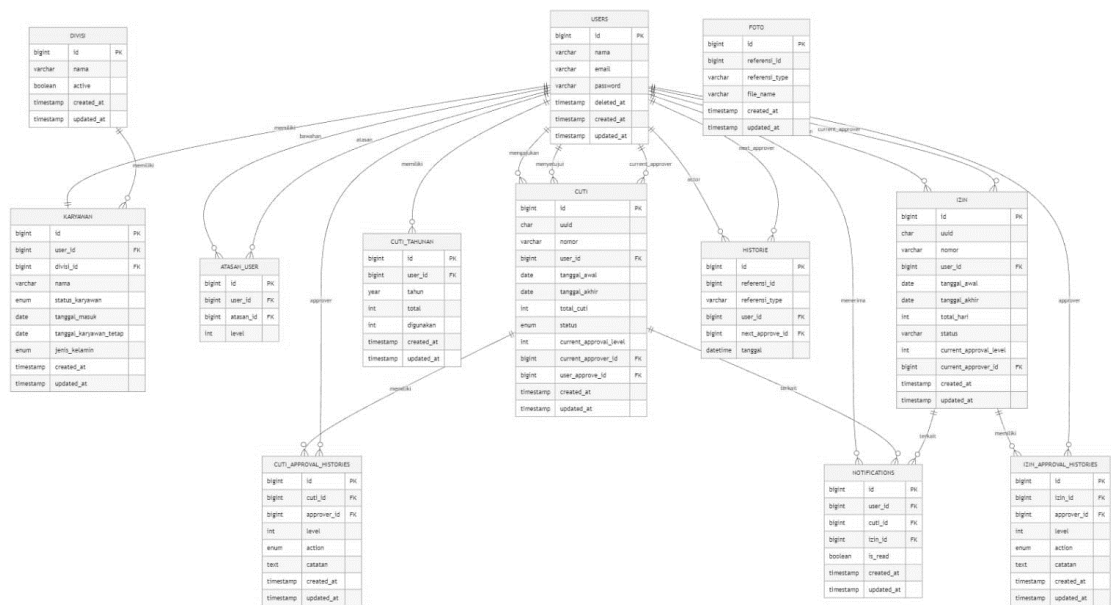 DIVISI
bigint id PK
varchar nama
boolean active
timestamp created_at
timestamp updated_at
USERS
bigint id PK
varchar nama
varchar email
varchar password
timestamp deleted_at
timestamp created_at
timestamp updated_at
FOTO
bigint id PK
bigint referensi_id
varchar referensi_type
varchar file_name
timestamp created_at
timestamp updated_at
memiliki
bawahan
atasan
memiliki
memiliki
mengajukan
menyetujui
current_approver
actor
next_approver
current_approver
KARYAWAN
bigint id PK
bigint user_id FK
bigint divisi_id FK
varchar nama
enum status_karyawan
date tanggal_masuk
date tanggal_karyawan_tetap
enum jenis_kelamin
timestamp created_at
timestamp updated_at
ATASAN_USER
bigint id PK
bigint user_id FK
bigint atasan_id FK
int level
CUTI_TAHUNAN
bigint id PK
bigint user_id FK
year tahun
int total
int digunakan
timestamp created_at
timestamp updated_at
CUTI
bigint id PK
char uuid
varchar nomor
bigint user_id FK
date tanggal_awal
date tanggal_akhir
int total_cuti
enum status
int current_approval_level
bigint current_approver_id FK
bigint user_approve_id FK
timestamp created_at
timestamp updated_at
HISTORIE
bigint id PK
bigint referensi_id
varchar referensi_type
bigint user_id FK
bigint next_approve_id FK
datetime tanggal
IZIN
bigint id PK
char uuid
varchar nomor
bigint user_id FK
date tanggal_awal
date tanggal_akhir
int total_hari
varchar status
int current_approval_level
bigint current_approver_id FK
timestamp created_at
timestamp updated_at
approver
menerima
approver
memiliki
terkait
terkait
memiliki
CUTI_APPROVAL_HISTORIES
bigint id PK
bigint cuti_id FK
bigint approver_id FK
int level
enum action
text catatan
timestamp created_at
timestamp updated_at
NOTIFICATIONS
bigint id PK
bigint user_id FK
bigint cuti_id FK
bigint izin_id FK
boolean is_read
timestamp created_at
timestamp updated_at
IZIN_APPROVAL_HISTORIES
bigint id PK
bigint izin_id FK
bigint approver_id FK
int level
enum action
text catatan
timestamp created_at
timestamp updated_at